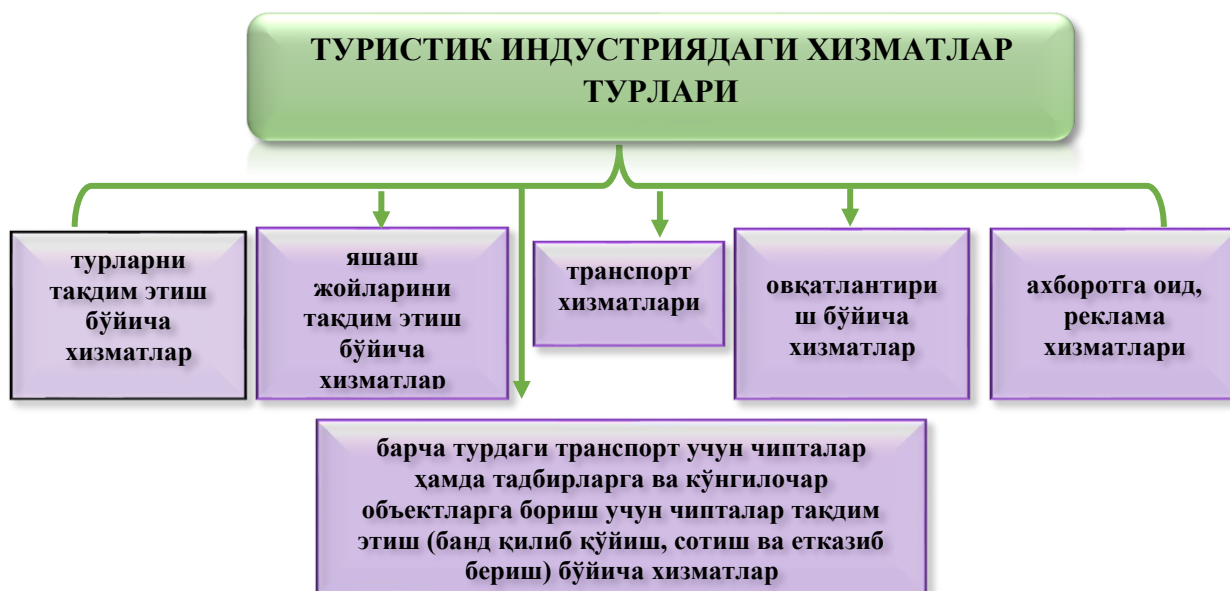 ТУРИСТИК ИНДУСТРИЯДАГИ ХИЗМАТЛАР
ТУРЛАРИ
турларни
тақдим этиш
бўйича
хизматлар
яшаш
жойларини
тақдим этиш
бўйича
хизматлар
транспорт
хизматлари
овқатлантири
ш бўйича
хизматлар
ахборотга оид,
реклама
хизматлари
барча турдаги транспорт учун чипталар
ҳамда тадбирларга ва кўнгилочар
объектларга бориш учун чипталар тақдим
этиш (банд қилиб қўйиш, сотиш ва етказиб
бериш) бўйича хизматлар